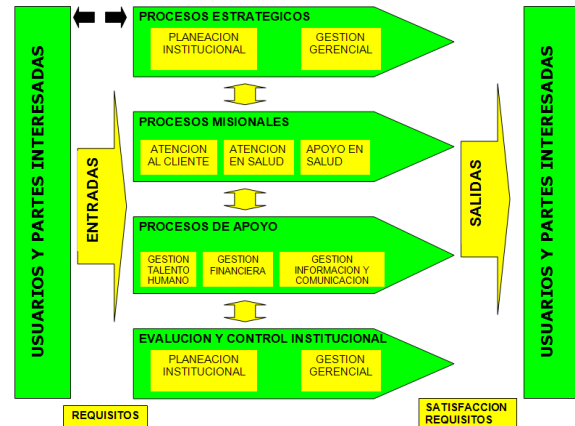 USUARIOS Y PARTES INTERESADAS
ENTRADAS
PROCESOS ESTRATEGICOS
PLANEACION
INSTITUCIONAL
GESTION
GERENCIAL
PROCESOS MISIONALES
ATENCION
AL CLIENTE
ATENCION
EN SALUD
APOYO EN
SALUD
PROCESOS DE APOYO
GESTION
TALENTO
HUMANO
GESTION
FINANCIERA
GESTION
INFORMACION Y
COMUNICACION
EVALUCION Y CONTROL INSTITUCIONAL
PLANEACION
INSTITUCIONAL
GESTION
GERENCIAL
SALIDAS
USUARIOS Y PARTES INTERESADAS
REQUISITOS
SATISFACCION
REQUISITOS